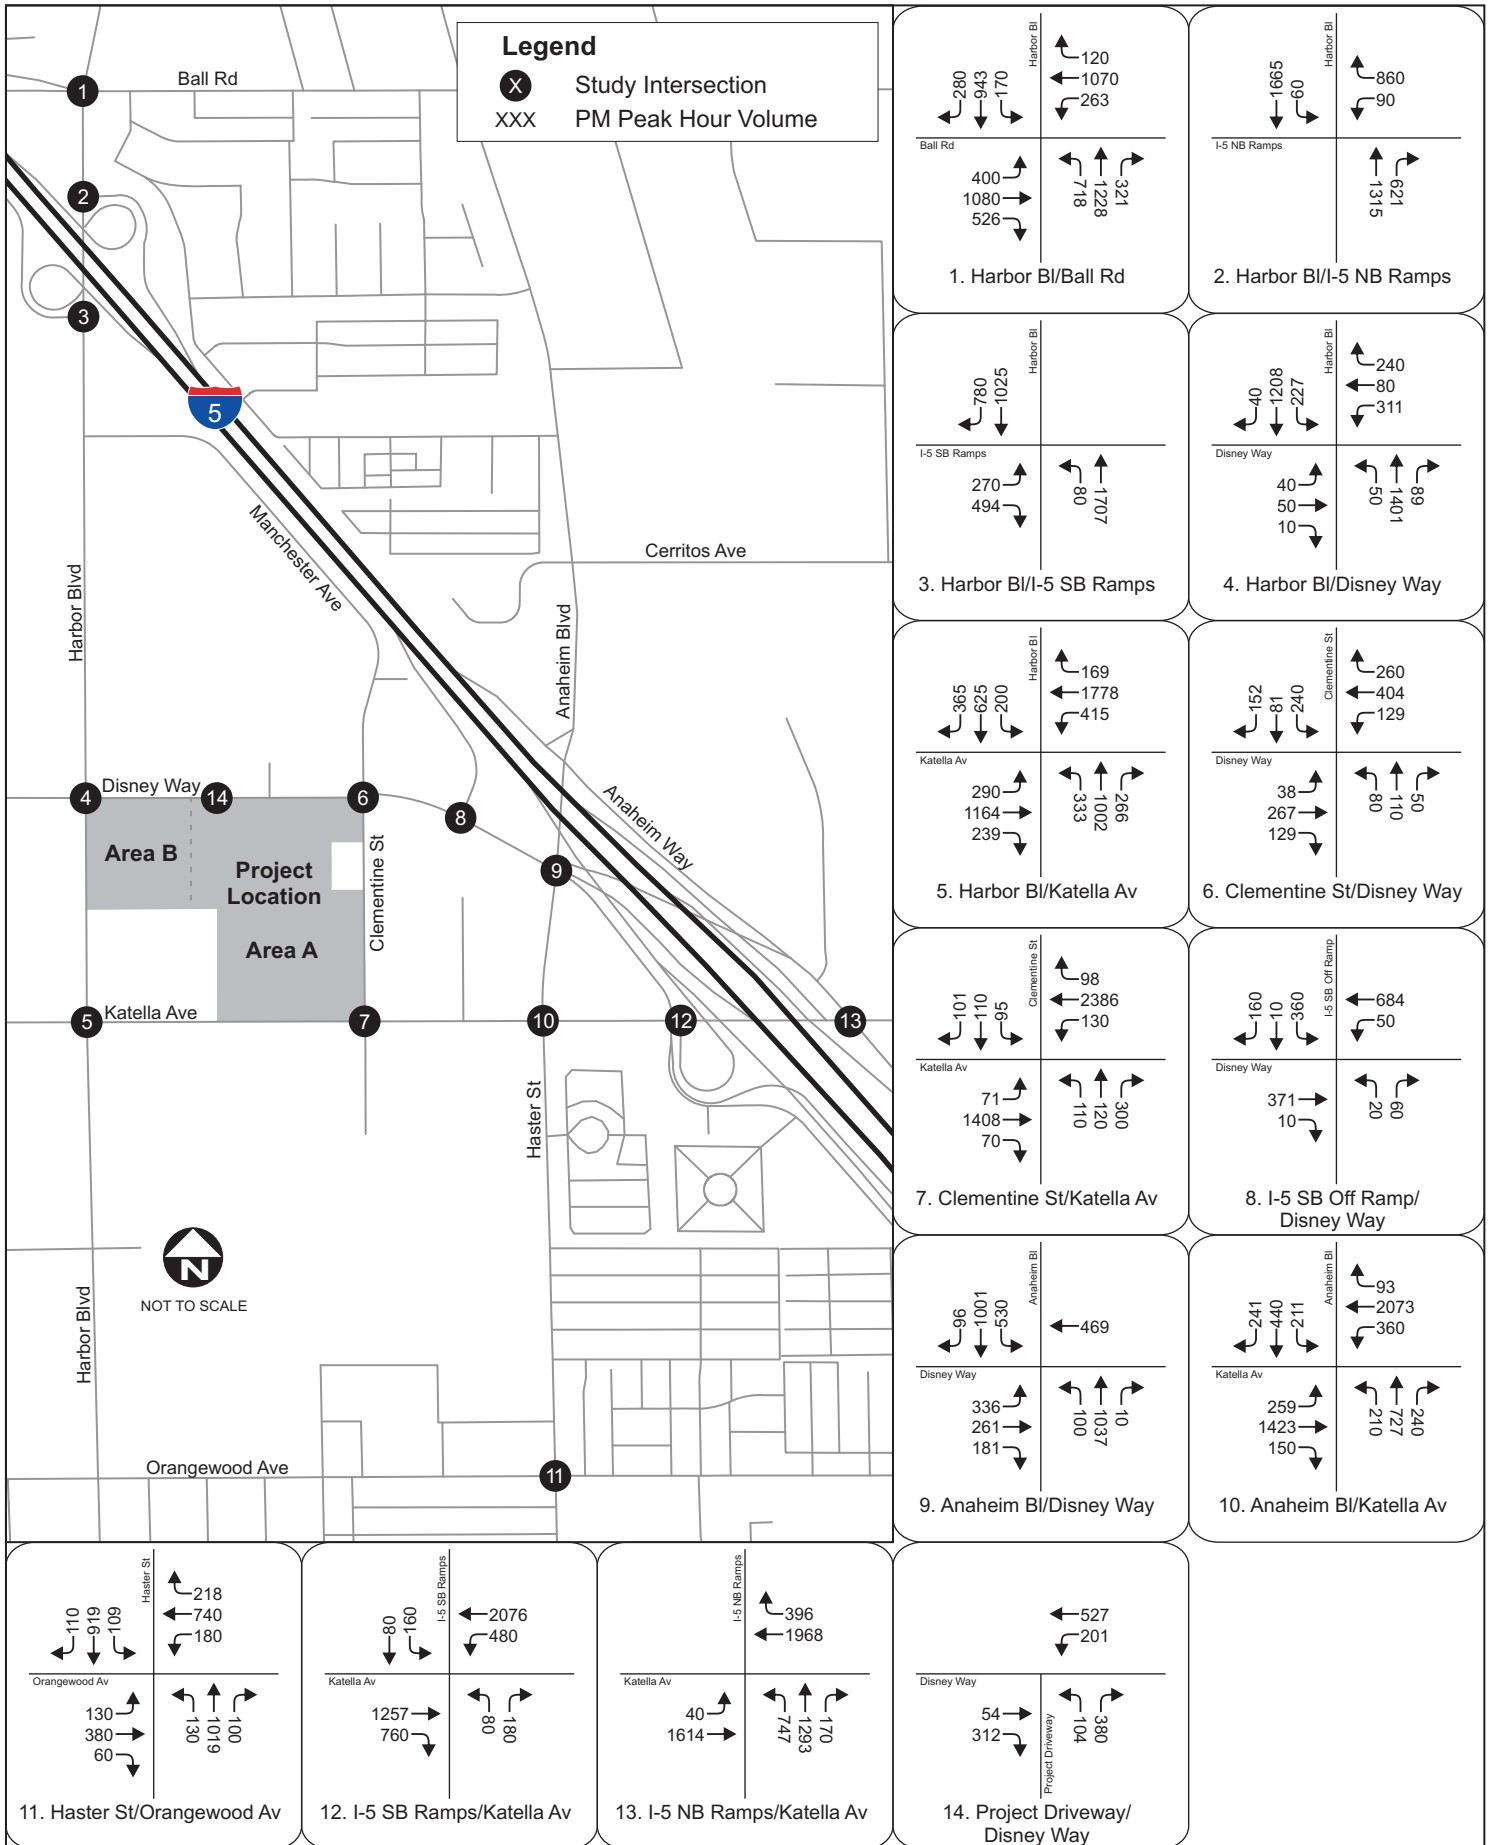 Legend
X Study Intersection
XXX PM Peak Hour Volume
Ball Rd
1
2
3
5
Manchester Ave
Harbor Blvd
Cerritos Ave
Anaheim Blvd
Anaheim Way
Disney Way
4
14
6
8
9
Area B
Project
Location
Area A
Clementine St
Katella Ave
5
7
10
12
13
Haster St
N
NOT TO SCALE
Harbor Blvd
Orangewood Ave
11
Harbor Bl
280
943
170
120
1070
263
Ball Rd
400
1080
526
718
1228
321
1. Harbor Bl/Ball Rd
Harbor Bl
1665
60
860
90
I-5 NB Ramps
1315
621
2. Harbor Bl/I-5 NB Ramps
Harbor Bl
780
1025
I-5 SB Ramps
270
494
80
1707
3. Harbor Bl/I-5 SB Ramps
Harbor Bl
40
1208
227
240
80
311
Disney Way
40
50
10
50
1401
89
4. Harbor Bl/Disney Way
Harbor Bl
365
625
200
169
1778
415
Katella Av
290
1164
239
333
1002
266
5. Harbor Bl/Katella Av
Clementine St
152
81
240
260
404
129
Disney Way
38
267
129
80
110
50
6. Clementine St/Disney Way
Clementine St
101
110
95
98
2386
130
Katella Av
71
1408
70
110
120
300
7. Clementine St/Katella Av
I-5 SB Off Ramp
160
10
360
684
50
Disney Way
371
10
20
60
8. I-5 SB Off Ramp/
Disney Way
Anaheim Bl
96
1001
530
469
Disney Way
336
261
181
100
1037
10
9. Anaheim Bl/Disney Way
Anaheim Bl
241
440
211
93
2073
360
Katella Av
259
1423
150
210
727
240
10. Anaheim Bl/Katella Av
Haster St
110
919
109
218
740
180
Orangewood Av
130
380
60
130
1019
100
11. Haster St/Orangewood Av
I-5 SB Ramps
80
160
2076
480
Katella Av
1257
760
80
180
12. I-5 SB Ramps/Katella Av
I-5 NB Ramps
396
1968
Katella Av
40
1614
747
1293
170
13. I-5 NB Ramps/Katella Av
527
201
Disney Way
54
312
Project Driveway
104
380
14. Project Driveway/
Disney Way